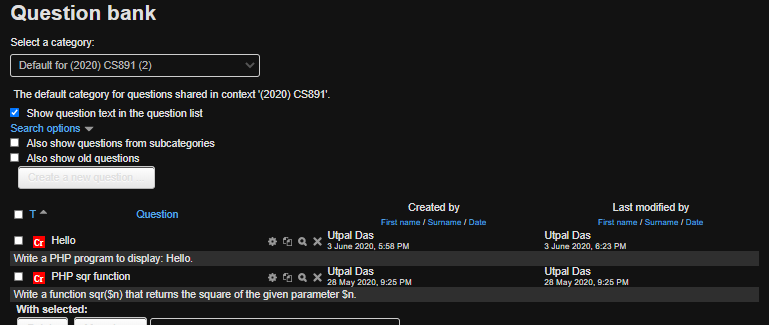 Question bank
Select a category:
Default for (2020) CS891 (2)
The default category for questions shared in context '(2020) CS891'.
Show question text in the question list
Search options
Also show questions from subcategories
Also show old questions
Create a new question ...
T Question Created by Last modified by
First name / Surname / Date First name / Surname / Date
Cr Hello Utpal Das Utpal Das
3 June 2020, 5:58 PM 3 June 2020, 6:23 PM
Write a PHP program to display: Hello.
Cr PHP sqr function Utpal Das Utpal Das
28 May 2020, 9:25 PM 28 May 2020, 9:25 PM
Write a function sqr($n) that returns the square of the given parameter $n.
With selected: